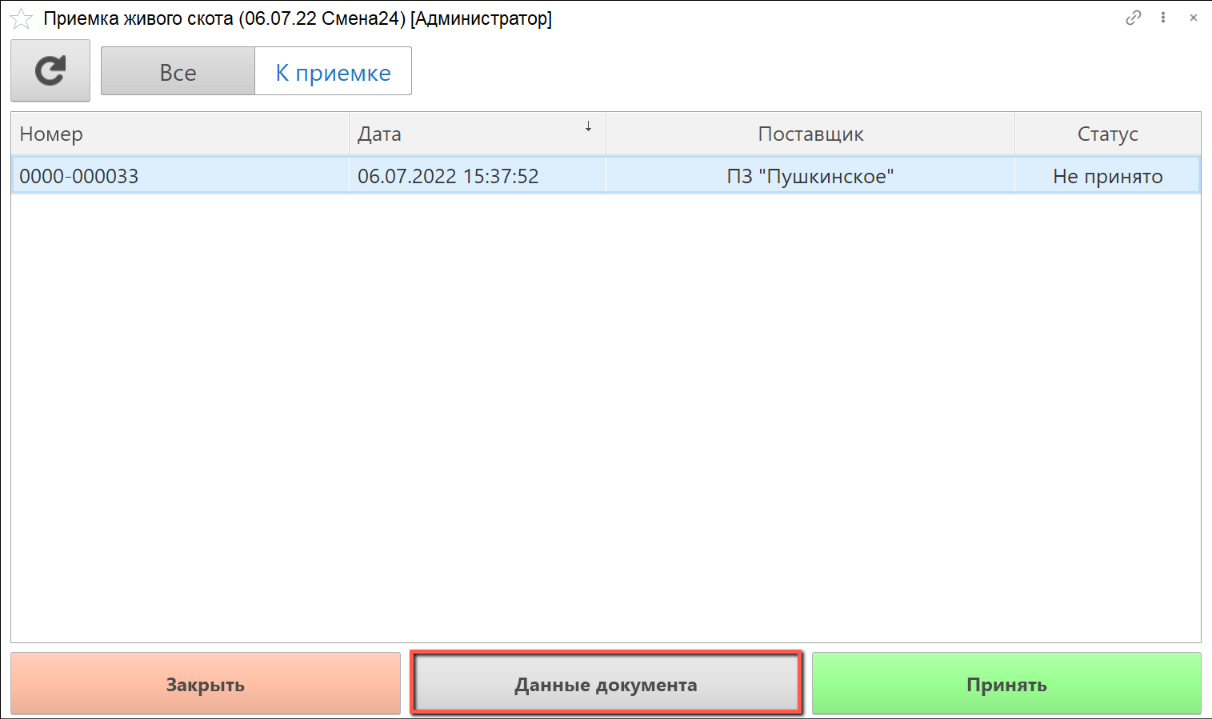 Приемка живого скота (06.07.22 Смена24) [Администратор]
Все К приемке
Номер Дата ↓ Поставщик Статус
0000-000033 06.07.2022 15:37:52 ПЗ "Пушкинское" Не принято
Закрыть Данные документа Принять